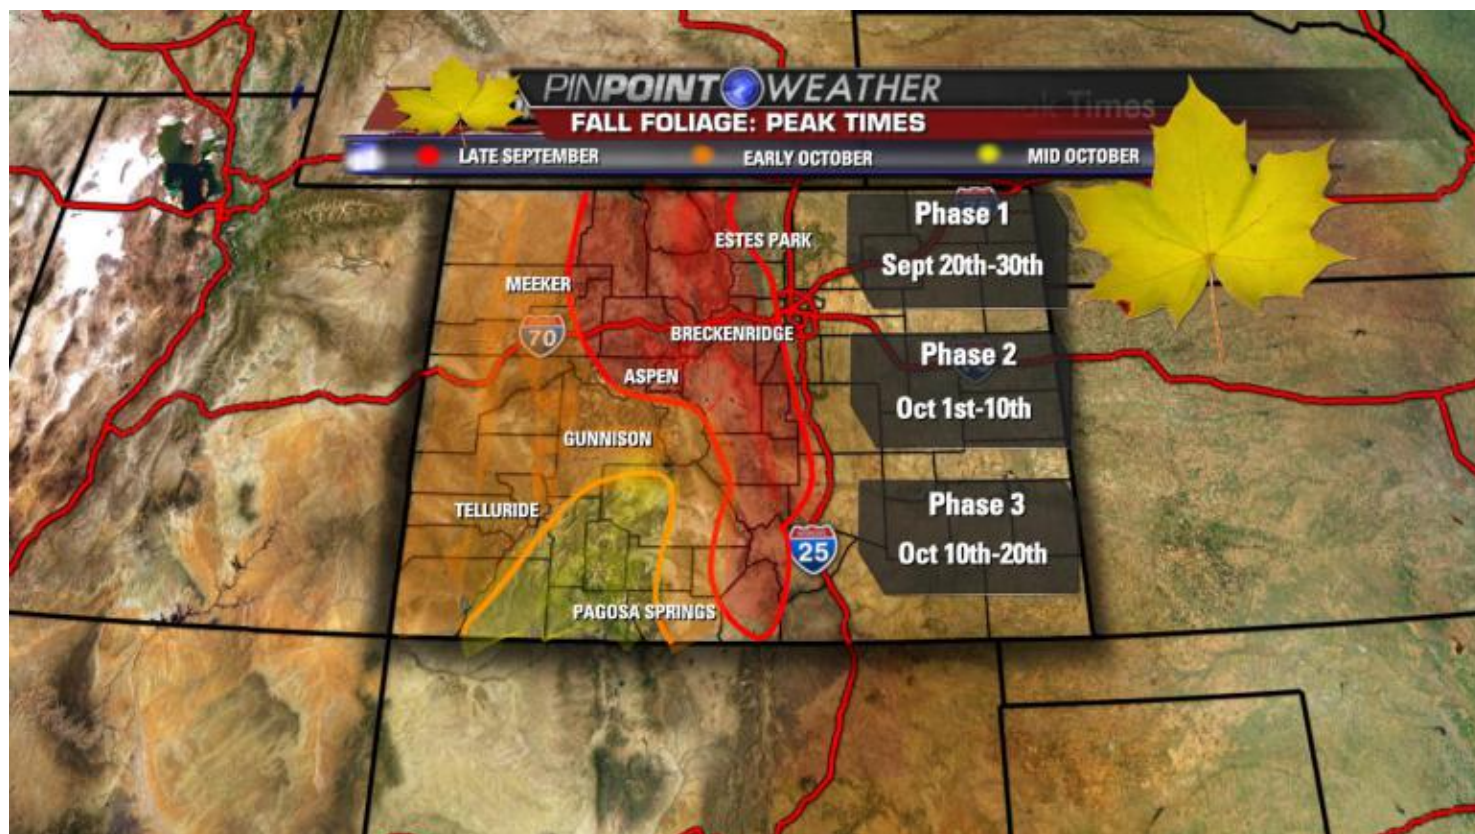 PINPOINT WEATHER
FALL FOLIAGE: PEAK TIMES
LATE SEPTEMBER
EARLY OCTOBER
MID OCTOBER
Phase 1
Sept 20th-30th
ESTES PARK
MEEKER
70
BRECKENRIDGE
Phase 2
ASPEN
Oct 1st-10th
GUNNISON
TELLURIDE
Phase 3
25
Oct 10th-20th
PAGOSA SPRINGS